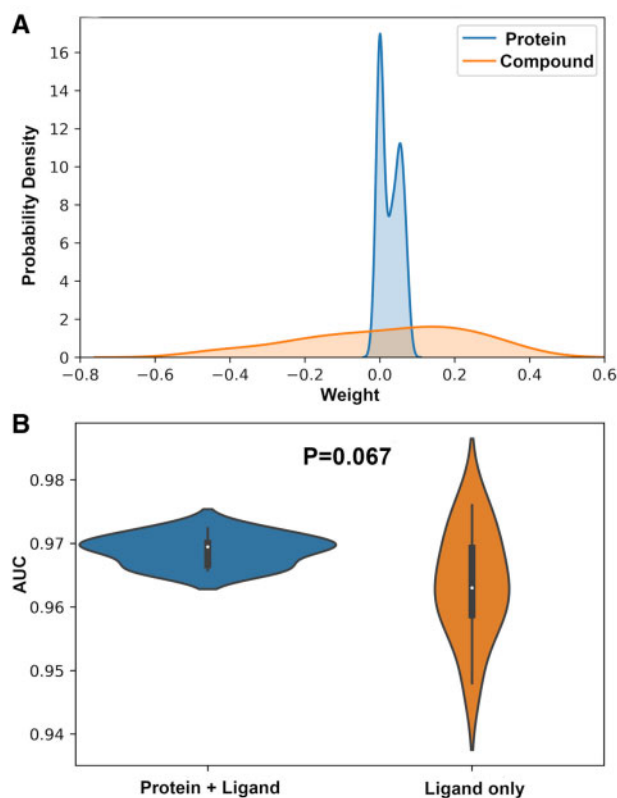 A
16
14
12
10
8
6
4
2
0
Probability Density
Protein
Compound
−0.8 −0.6 −0.4 −0.2 0.0 0.2 0.4 0.6
Weight
B
P=0.067
0.98
0.97
0.96
0.95
0.94
AUC
Protein + Ligand Ligand only